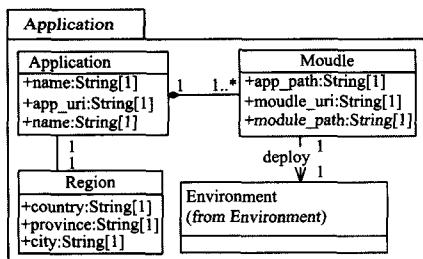 Application
Application
+name:String[1]
+app_uri:String[1]
+name:String[1]
1
1..*
Moudle
+app_path:String[1]
+moudle_uri:String[1]
+module_path:String[1]
1
1
Region
+country:String[1]
+province:String[1]
+city:String[1]
1
deploy
1
Environment
(from Environment)